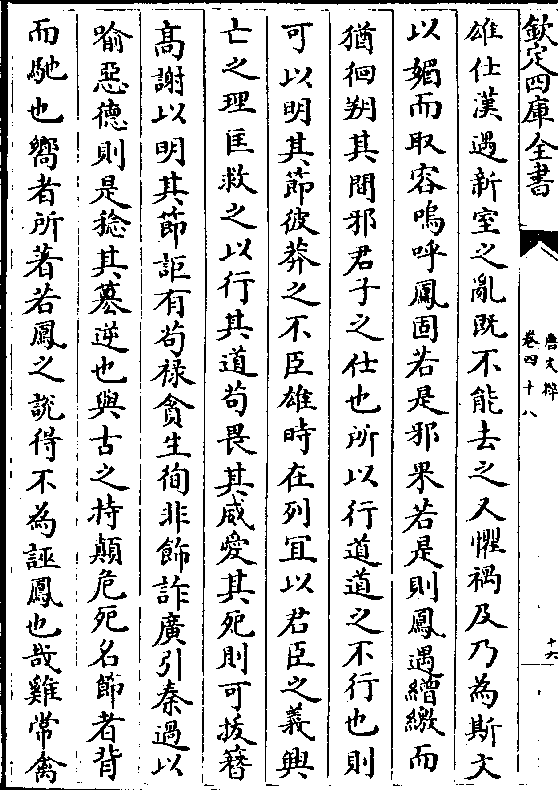 欽定四庫全書
唐文粹
卷四十八
十六
雄仕漢遇新室之亂既不能去之又懼禍及乃為斯文
以媚而取容嗚呼鳳固若是邪果若是則鳳遇繒繳而
猶徊翔其間邪君子之仕也所以行道道之不行也則
可以明其節彼莽之不臣雄時在列宜以君臣之義興
亡之理匡救之以行其道茍畏其威愛其死則可拔簪
高謝以明其節詎有茍禄貪生徇非飾詐廣引秦過以
喻惡德則是稔其簒逆也與古之持顛危死名節者背
而馳也嚮者所著若鳳之說得不為誣鳳也哉雞常禽